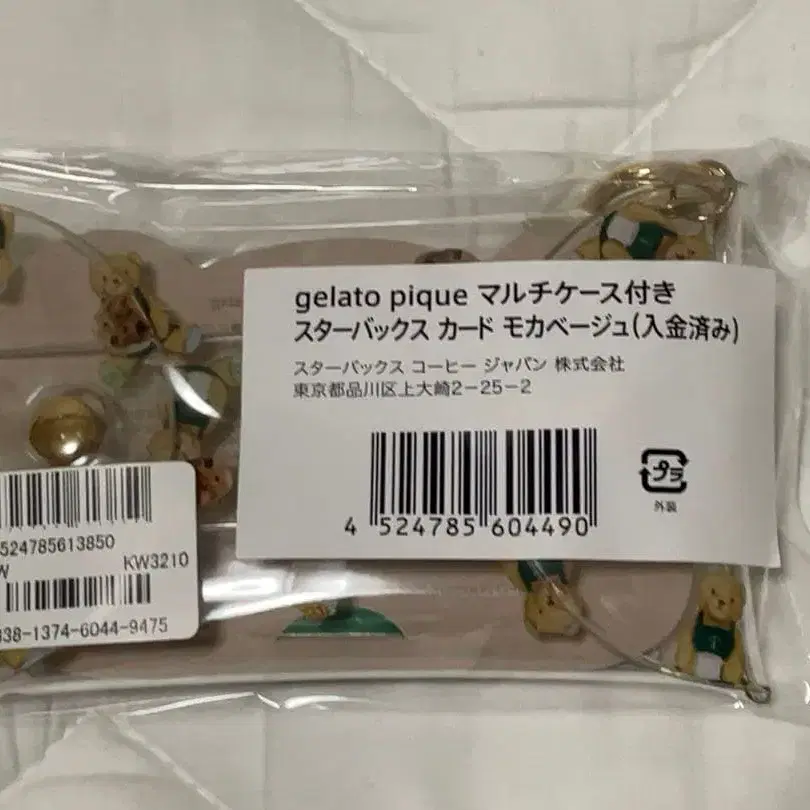 gelato pique マルチケース付き
スターバックス カード モカベージュ(入金済み)
スターバックス コーヒー ジャパン 株式会社
東京都品川区上大崎2-25-2
4 524785 604490
プラ
外装
524785613850
KW3210
38-1374-6044-9475